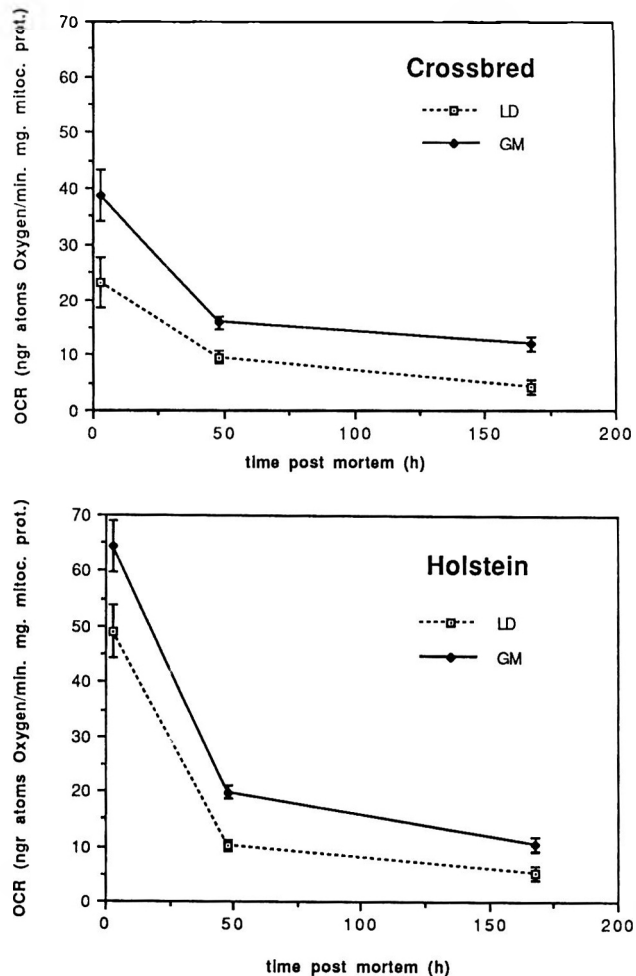 OCR (ngr atoms Oxygen/min. mg. mitoc. prot.)
70
60
50
40
30
20
10
0
Crossbred
LD
GM
0
50
100
150
200
time post mortem (h)
OCR (ngr atoms Oxygen/min. mg. mitoc. prot.)
70
60
50
40
30
20
10
0
Holstein
LD
GM
0
50
100
150
200
time post mortem (h)